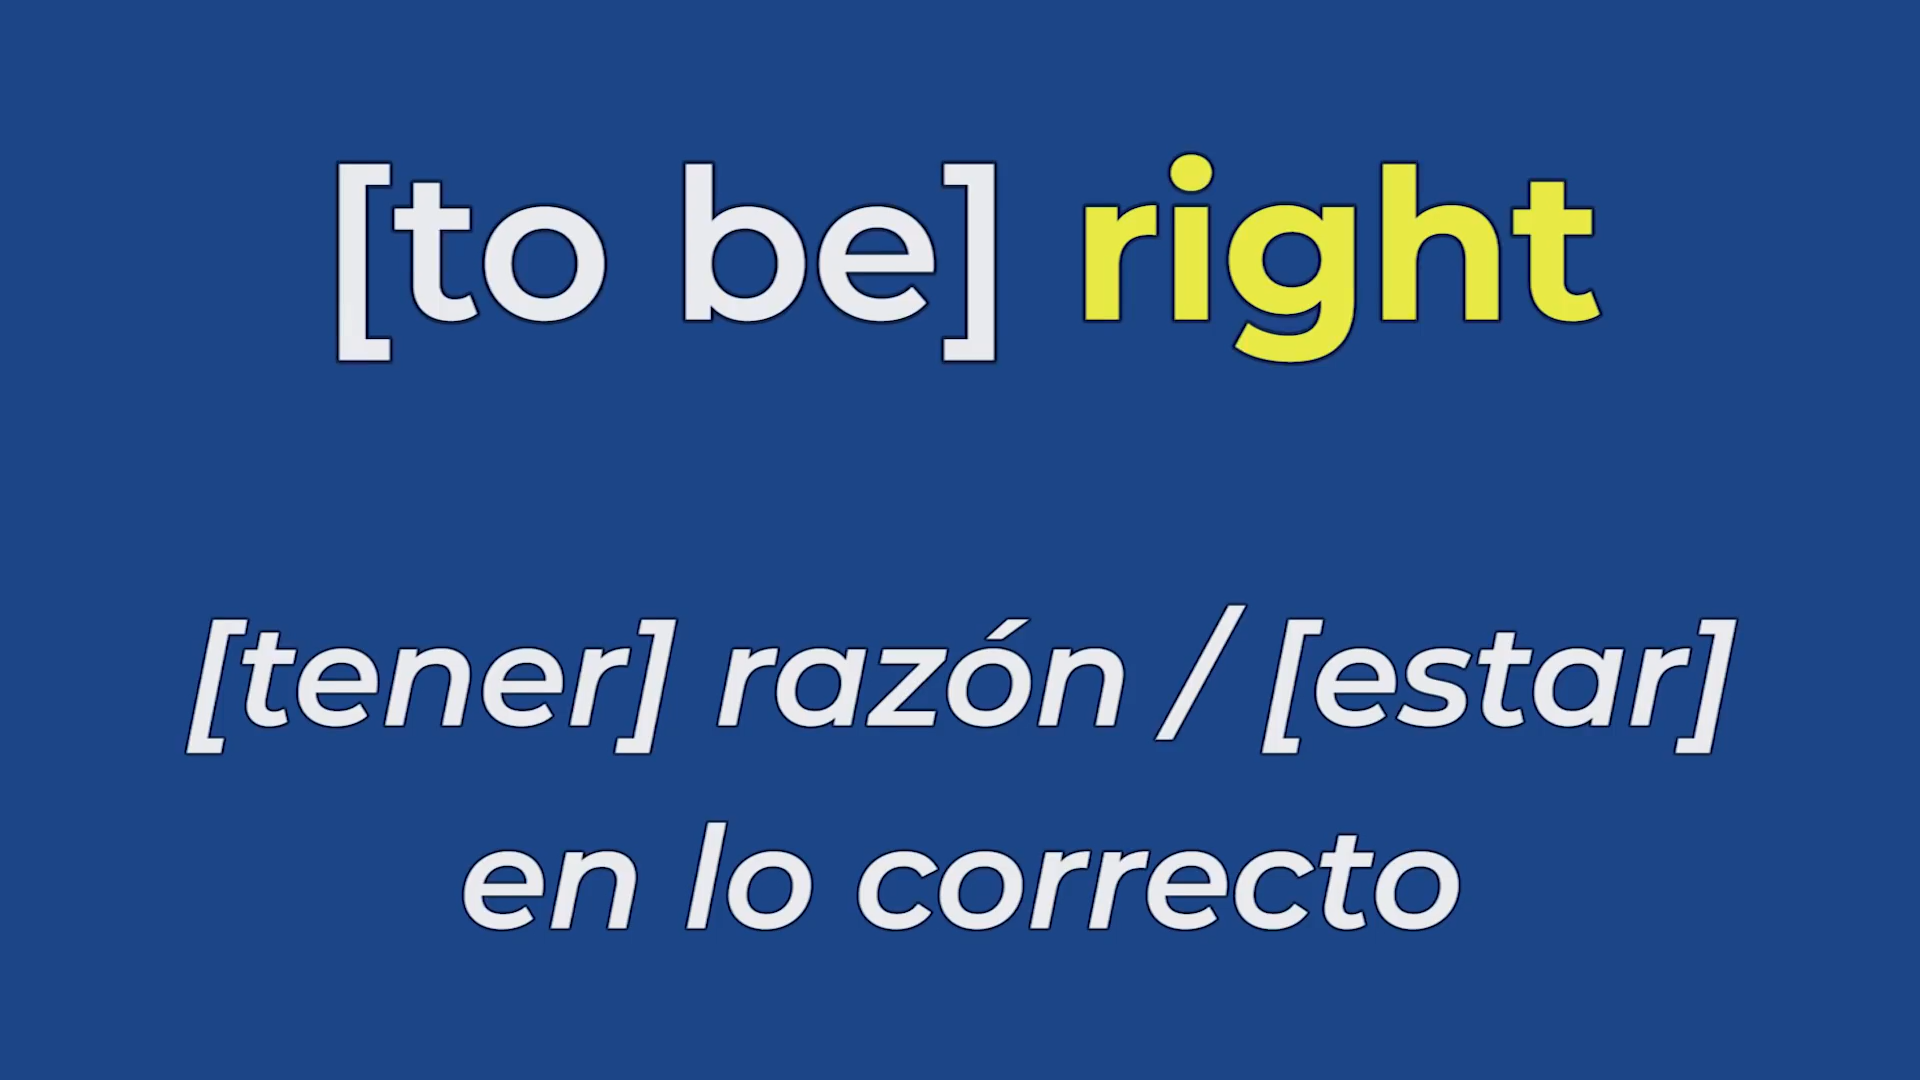 [to be] right
[tener] razón / [estar]
en lo correcto